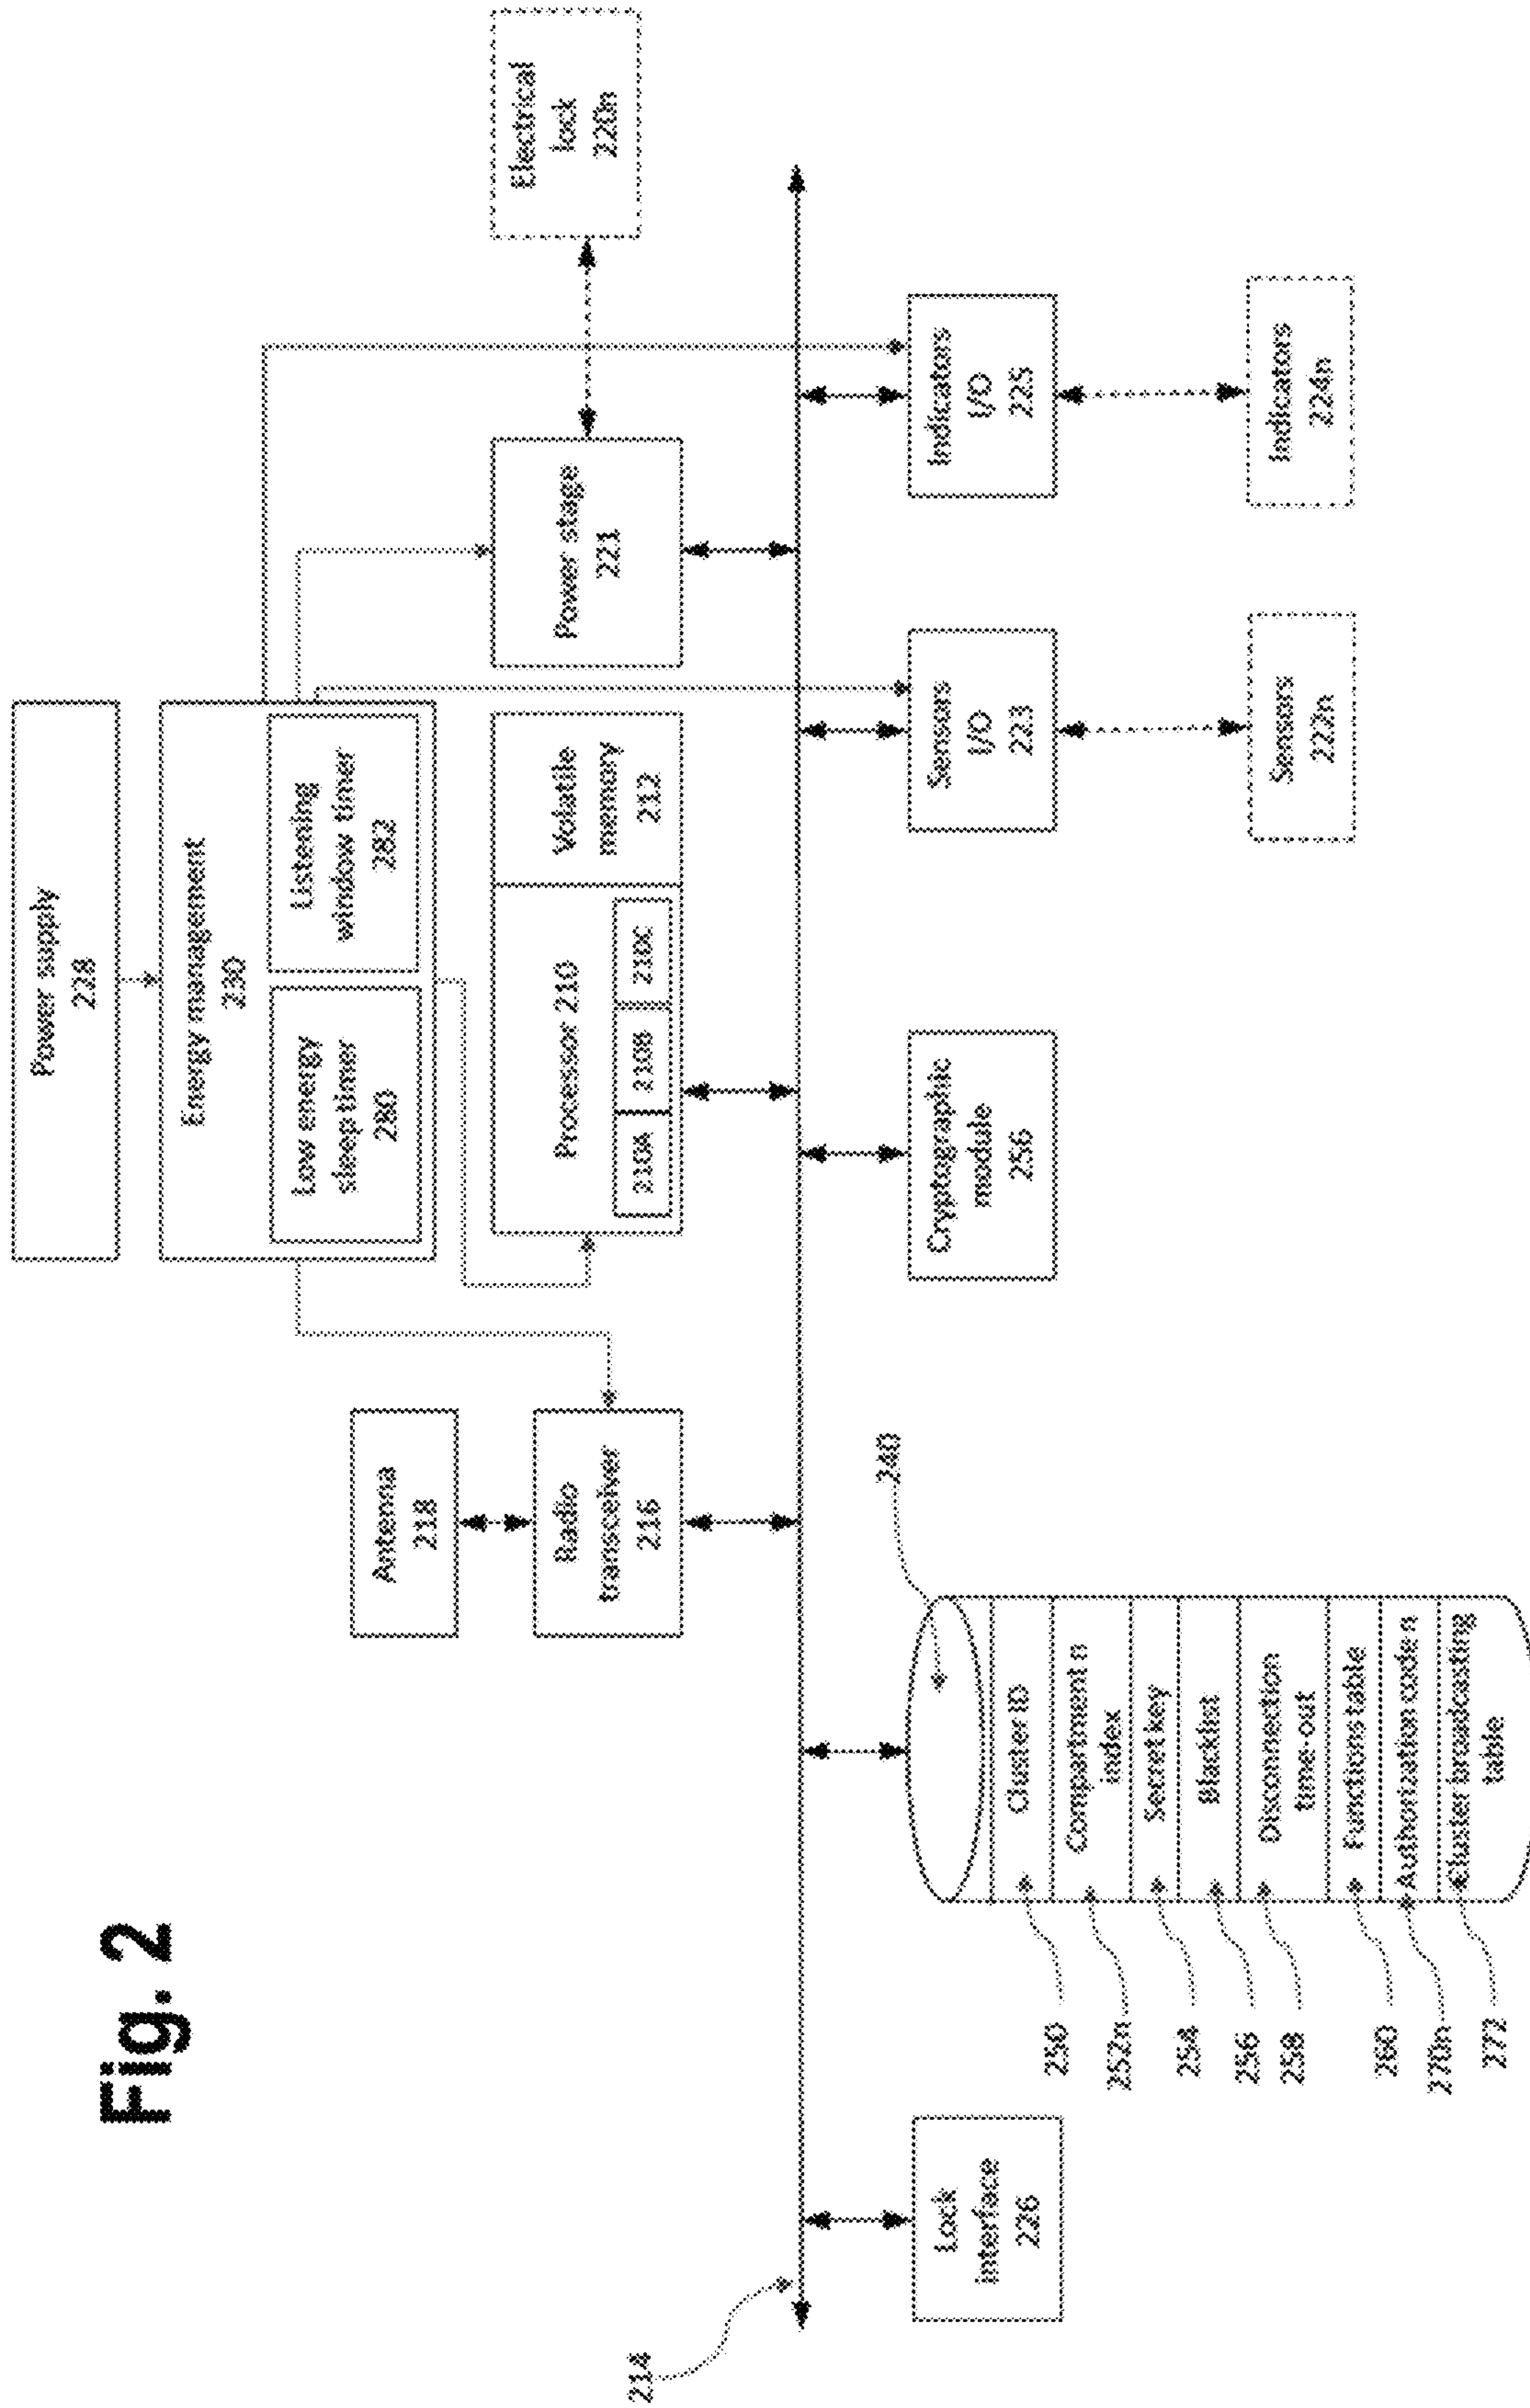 Fig. 2
Power supply
228
Energy management
230
Low energy
sleep timer
280
Listening
window timer
282
Antenna
218
Radio
transceiver
216
Processor 210
210A
210B
210C
Volatile
memory
212
Power stage
221
Electrical
lock
220n
214
Lock
interface
226
240
Cluster ID
Compartment n
index
Secret key
Blacklist
Disconnection
time-out
Functions table
Authorization code n
Cluster broadcasting
table
250
252n
254
256
258
260
270n
272
Cryptographic
module
256
Sensors
I/O
223
Indicators
I/O
225
Sensors
222n
Indicators
224n